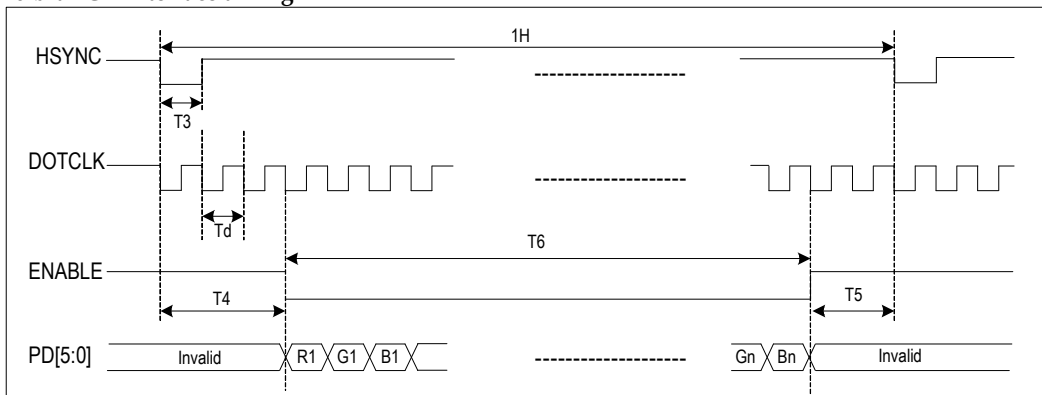 1H
HSYNC
T3
DOTCLK
Td
T6
ENABLE
T4
T5
PD[5:0]
Invalid
R1
G1
B1
Gn
Bn
Invalid